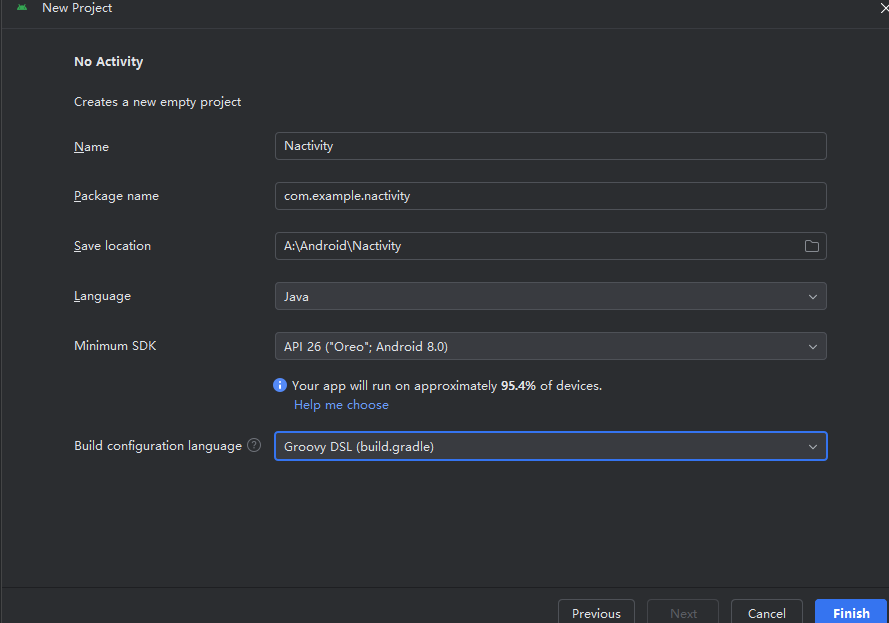 New Project
No Activity
Creates a new empty project
Name
Nactivity
Package name
com.example.nactivity
Save location
A:\Android\Nactivity
Language
Java
Minimum SDK
API 26 ("Oreo"; Android 8.0)
Your app will run on approximately 95.4% of devices.
Help me choose
Build configuration language ?
Groovy DSL (build.gradle)
Previous
Next
Cancel
Finish